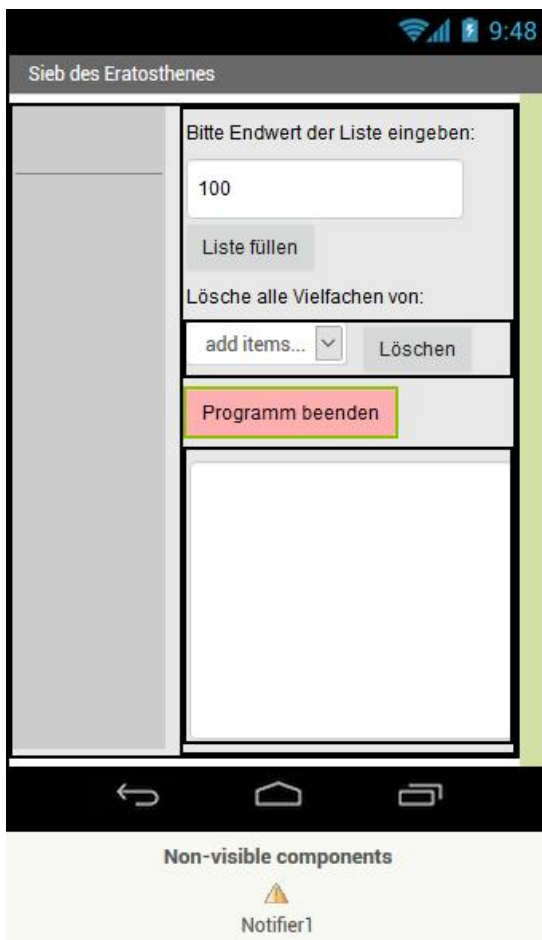 9:48
Sieb des Eratosthenes
Bitte Endwert der Liste eingeben:
100
Liste füllen
Lösche alle Vielfachen von:
add items...
Löschen
Programm beenden
Non-visible components
Notifier1